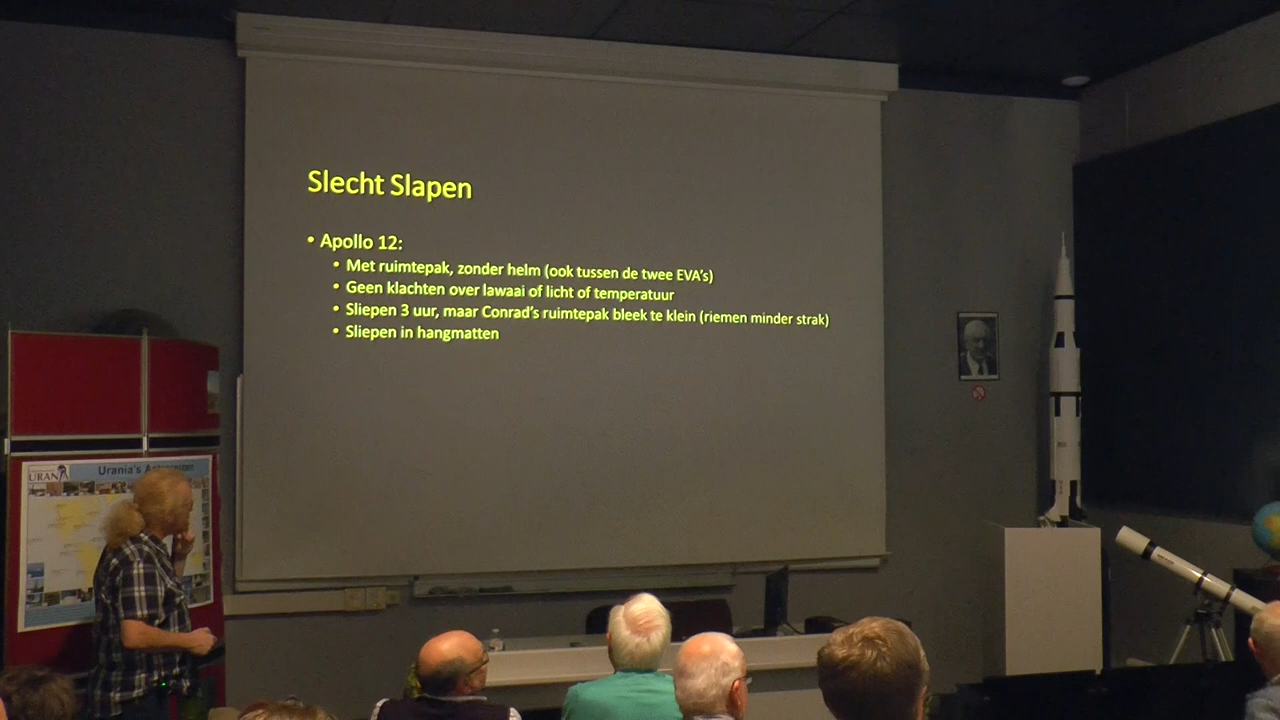 Slecht Slapen
• Apollo 12:
• Met ruimtepak, zonder helm (ook tussen de twee EVA's)
• Geen klachten over lawaai of licht of temperatuur
• Sliepen 3 uur, maar Conrad's ruimtepak bleek te klein (riemen minder strak)
• Sliepen in hangmatten
URANIA
Urania's